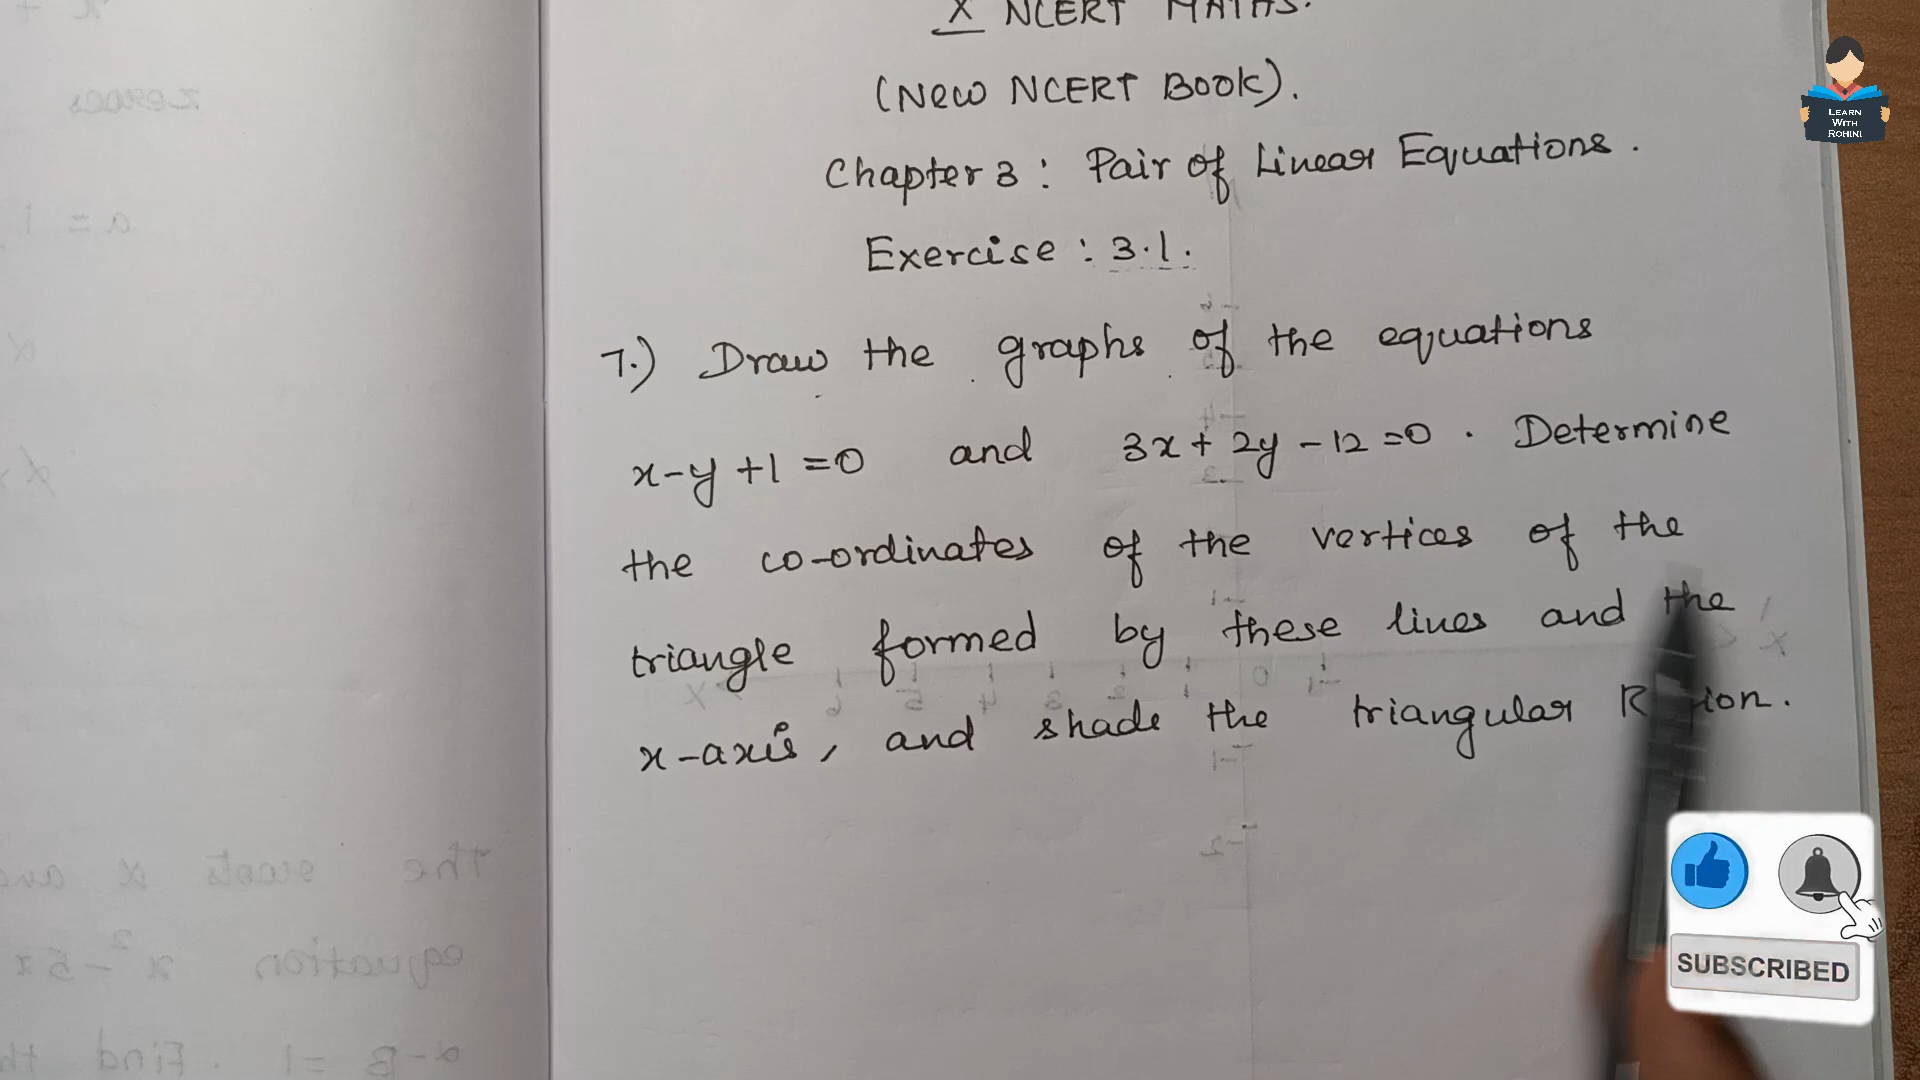 X NCERT MATHS.
(New NCERT Book).
Chapter 3 : Pair of Linear Equations.
Exercise : 3.1.
7.) Draw the graphs of the equations
x-y+1=0 and 3x+2y-12=0. Determine
the co-ordinates of the vertices of the
triangle formed by these lines and the
x-axis, and shade the triangular
LEARN
WITH
ROHINI
SUBSCRIBED